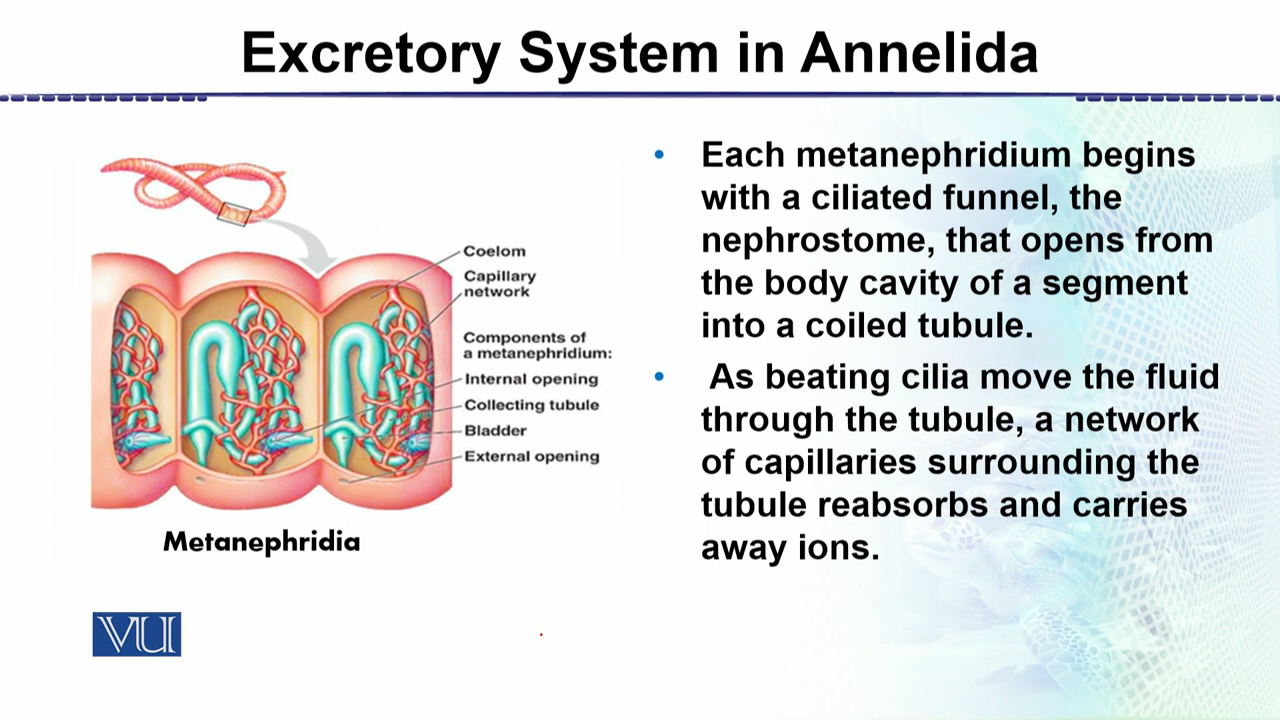 Excretory System in Annelida
Coelom
Capillary
network
Components of
a metanephridium:
Internal opening
Collecting tubule
Bladder
External opening
Metanephridia
VU
• Each metanephridium begins
with a ciliated funnel, the
nephrostome, that opens from
the body cavity of a segment
into a coiled tubule.
• As beating cilia move the fluid
through the tubule, a network
of capillaries surrounding the
tubule reabsorbs and carries
away ions.